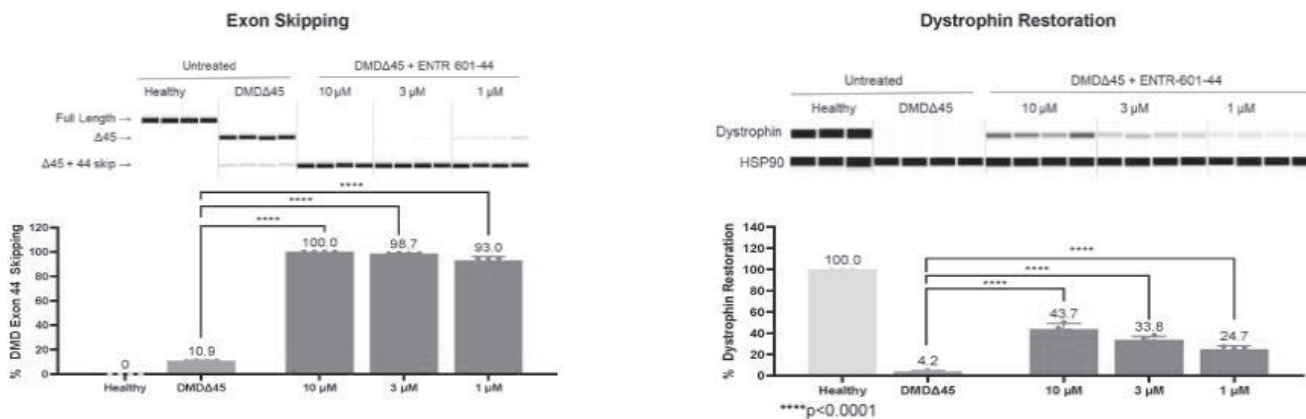 Exon Skipping
Untreated
DMDΔ45 + ENTR 601-44
Healthy
DMDΔ45
10 µM
3 µM
1 µM
Full Length →
Δ45 →
Δ45 + 44 skip →
****
****
****
% DMD Exon 44 Skipping
120
100
80
60
40
20
0
0
10.9
100.0
98.7
93.0
Healthy
DMDΔ45
10 µM
3 µM
1 µM
Dystrophin Restoration
Untreated
DMDΔ45 + ENTR-601-44
Healthy
DMDΔ45
10 µM
3 µM
1 µM
Dystrophin
HSP90
% Dystrophin Restoration
140
120
100
80
60
40
20
0
100.0
4.2
****
****
****
43.7
33.8
24.7
Healthy
DMDΔ45
10 µM
3 µM
1 µM
****p<0.0001